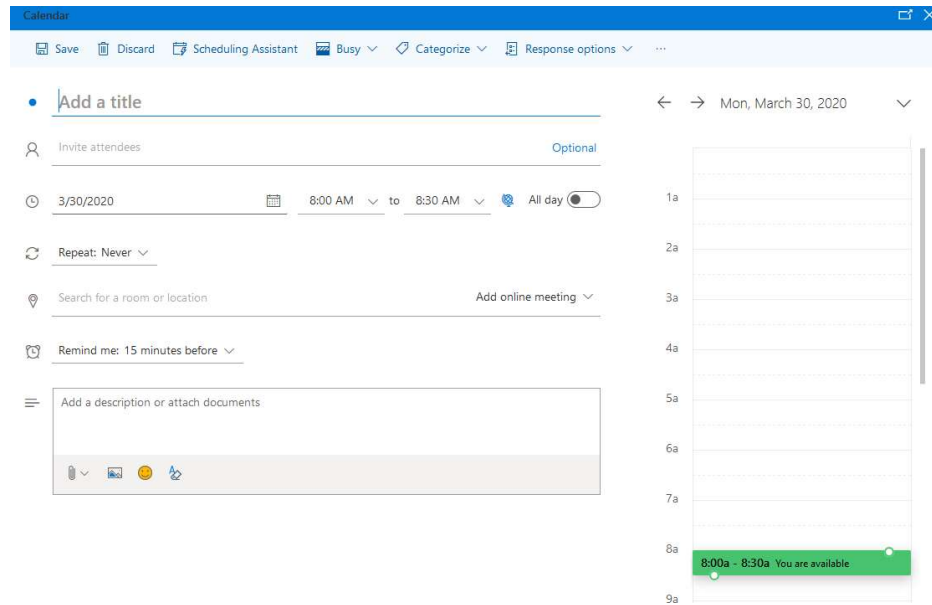 Calendar
Save Discard Scheduling Assistant Busy Categorize Response options ...
Add a title
Mon, March 30, 2020
Invite attendees Optional
3/30/2020 8:00 AM to 8:30 AM All day
Repeat: Never
Search for a room or location Add online meeting
Remind me: 15 minutes before
Add a description or attach documents
1a
2a
3a
4a
5a
6a
7a
8a
8:00a - 8:30a You are available
9a